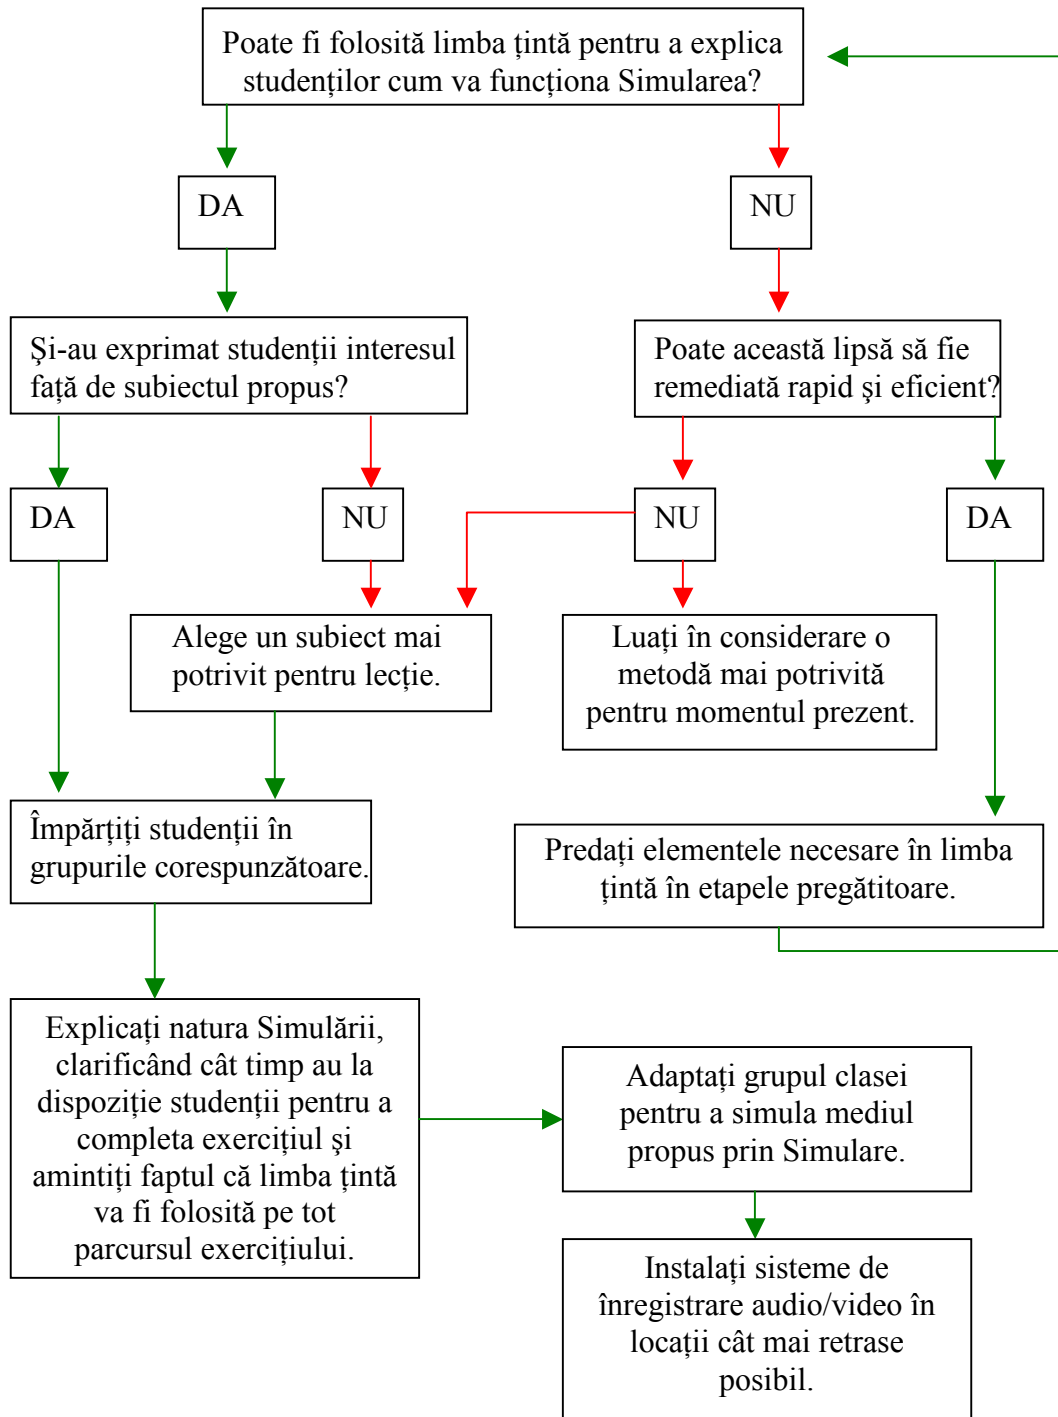 Poate fi folosită limba țintă pentru a explica
studenților cum va funcționa Simularea?
DA
NU
Şi-au exprimat studenții interesul
față de subiectul propus?
Poate această lipsă să fie
remediată rapid şi eficient?
DA
NU
NU
DA
Alege un subiect mai
potrivit pentru lecție.
Luați în considerare o
metodă mai potrivită
pentru momentul prezent.
Împărțiți studenții în
grupurile corespunzătoare.
Predați elementele necesare în limba
țintă în etapele pregătitoare.
Explicați natura Simulării,
clarificând cât timp au la
dispoziție studenții pentru a
completa exercițiul şi
amintiți faptul că limba țintă
va fi folosită pe tot
parcursul exercițiului.
Adaptați grupul clasei
pentru a simula mediul
propus prin Simulare.
Instalați sisteme de
înregistrare audio/video în
locații cât mai retrase
posibil.